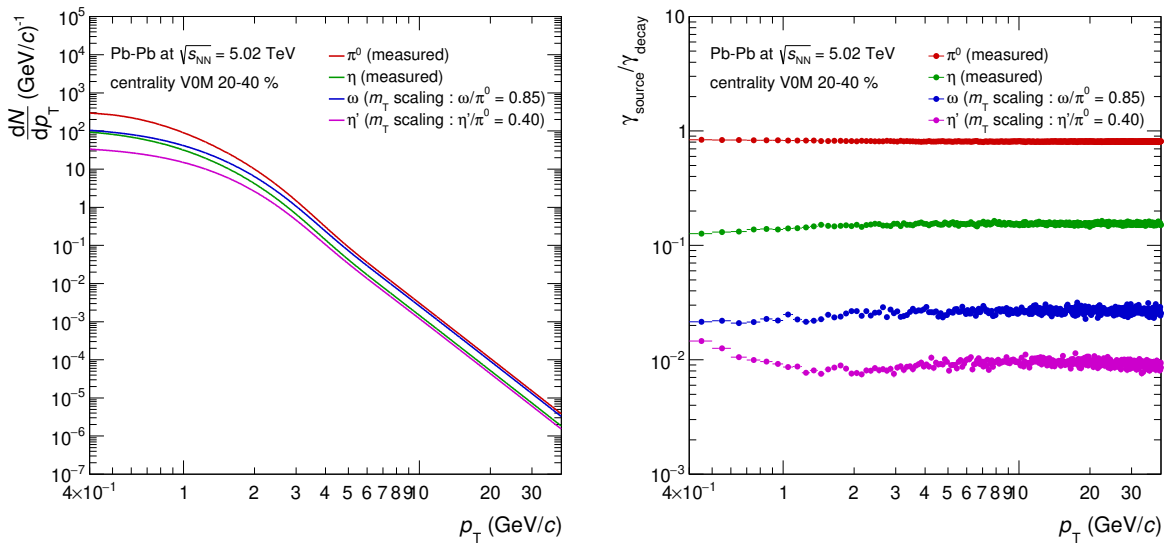 Pb-Pb at √s_NN = 5.02 TeV
centrality V0M 20-40 %
π⁰ (measured)
η (measured)
ω (m_T scaling : ω/π⁰ = 0.85)
η' (m_T scaling : η'/π⁰ = 0.40)
dN/dp_T (GeV/c)⁻¹
10⁵
10⁴
10³
10²
10
1
10⁻¹
10⁻²
10⁻³
10⁻⁴
10⁻⁵
10⁻⁶
10⁻⁷
4×10⁻¹ 1 2 3 4 5 6 7 8 9 10 20 30
p_T (GeV/c)
Pb-Pb at √s_NN = 5.02 TeV
centrality V0M 20-40 %
π⁰ (measured)
η (measured)
ω (m_T scaling : ω/π⁰ = 0.85)
η' (m_T scaling : η'/π⁰ = 0.40)
γ_source/γ_decay
10
1
10⁻¹
10⁻²
10⁻³
4×10⁻¹ 1 2 3 4 5 6 7 8 9 10 20 30
p_T (GeV/c)